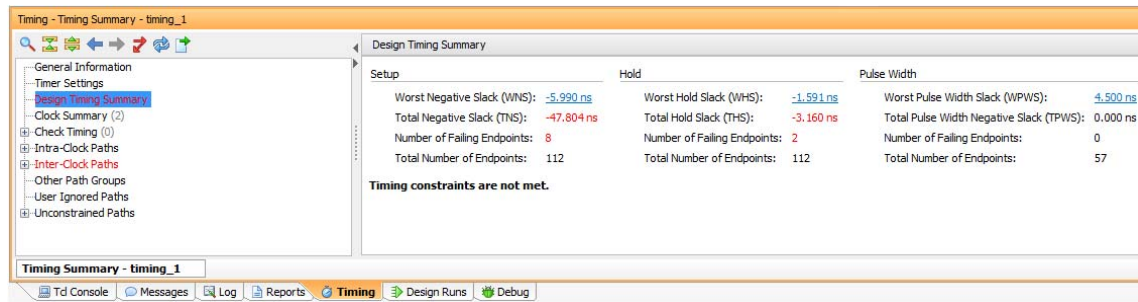 Timing - Timing Summary - timing_1
General Information
Timer Settings
Design Timing Summary
Clock Summary (2)
Check Timing (0)
Intra-Clock Paths
Inter-Clock Paths
Other Path Groups
User Ignored Paths
Unconstrained Paths
Design Timing Summary
Setup
Worst Negative Slack (WNS): -5.990 ns
Total Negative Slack (TNS): -47.804 ns
Number of Failing Endpoints: 8
Total Number of Endpoints: 112
Hold
Worst Hold Slack (WHS): -1.591 ns
Total Hold Slack (THS): -3.160 ns
Number of Failing Endpoints: 2
Total Number of Endpoints: 112
Pulse Width
Worst Pulse Width Slack (WPWS): 4.500 ns
Total Pulse Width Negative Slack (TPWS): 0.000 ns
Number of Failing Endpoints: 0
Total Number of Endpoints: 57
Timing constraints are not met.
Timing Summary - timing_1
Tcl Console Messages Log Reports Timing Design Runs Debug